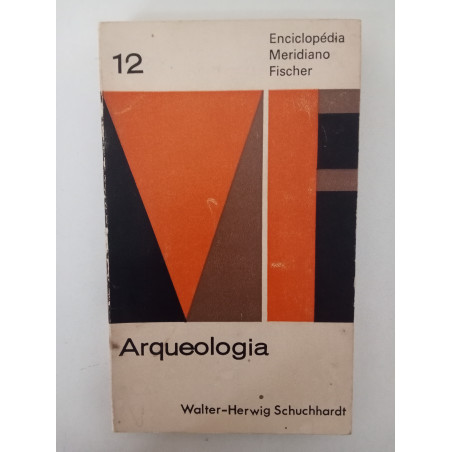 12
Enciclopédia
Meridiano
Fischer
Arqueologia
Walter-Herwig Schuchhardt